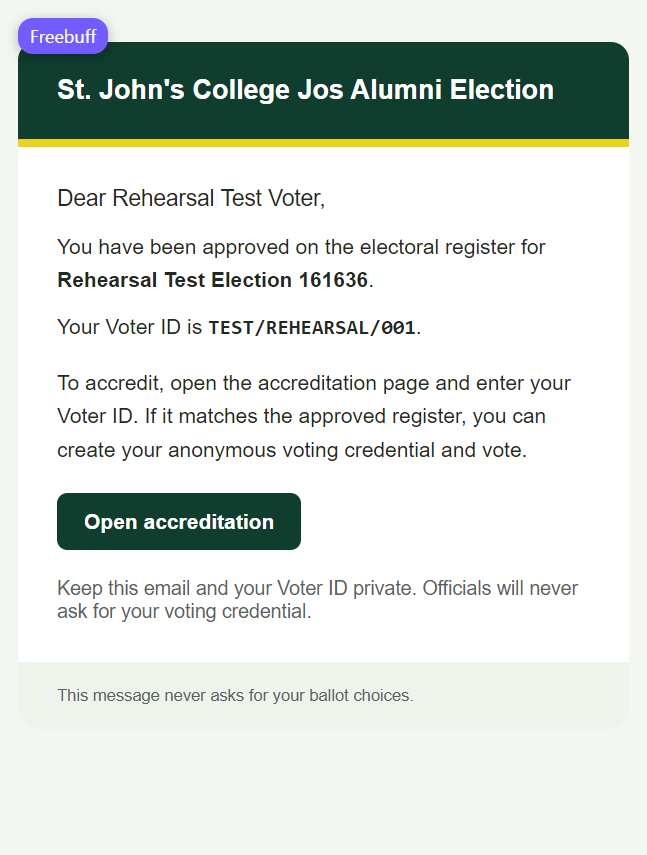 Freebuff
St. John's College Jos Alumni Election
Dear Rehearsal Test Voter,
You have been approved on the electoral register for
Rehearsal Test Election 161636.
Your Voter ID is TEST/REHEARSAL/001.
To accredit, open the accreditation page and enter your
Voter ID. If it matches the approved register, you can
create your anonymous voting credential and vote.
Open accreditation
Keep this email and your Voter ID private. Officials will never
ask for your voting credential.
This message never asks for your ballot choices.